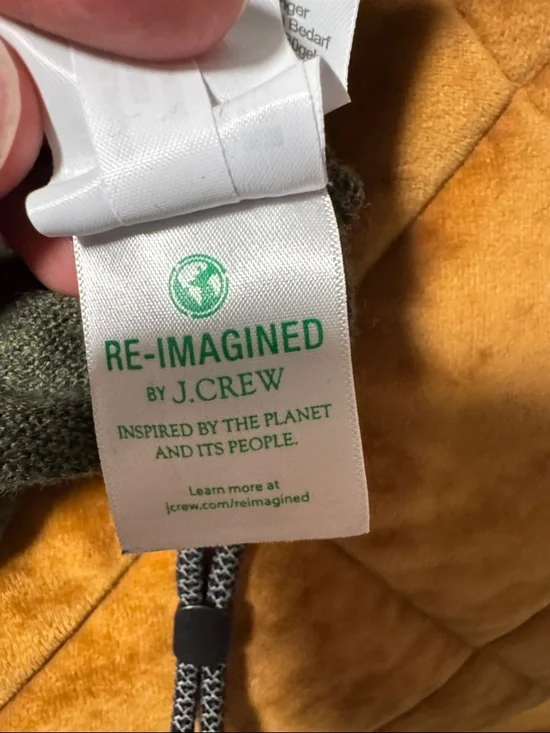 Bedarf
RE-IMAGINED
BY J.CREW
INSPIRED BY THE PLANET
AND ITS PEOPLE.
Learn more at
jcrew.com/reimagined